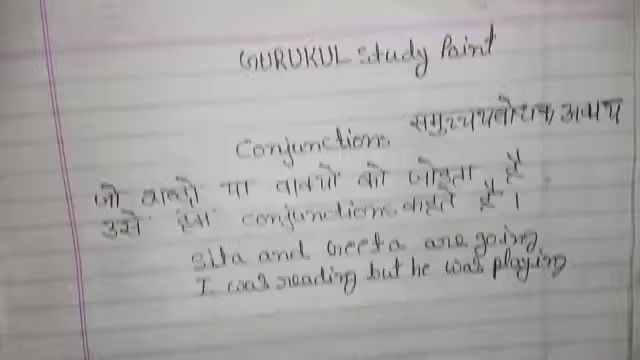 GURUKUL Study Point
समुच्चयबोधक अव्यय
Conjunction
जो शब्दो या वाक्यो को जोड़ता है
उसे हम conjunction कहते हैं ।
Sita and Geeta are going
I was reading but he was playing